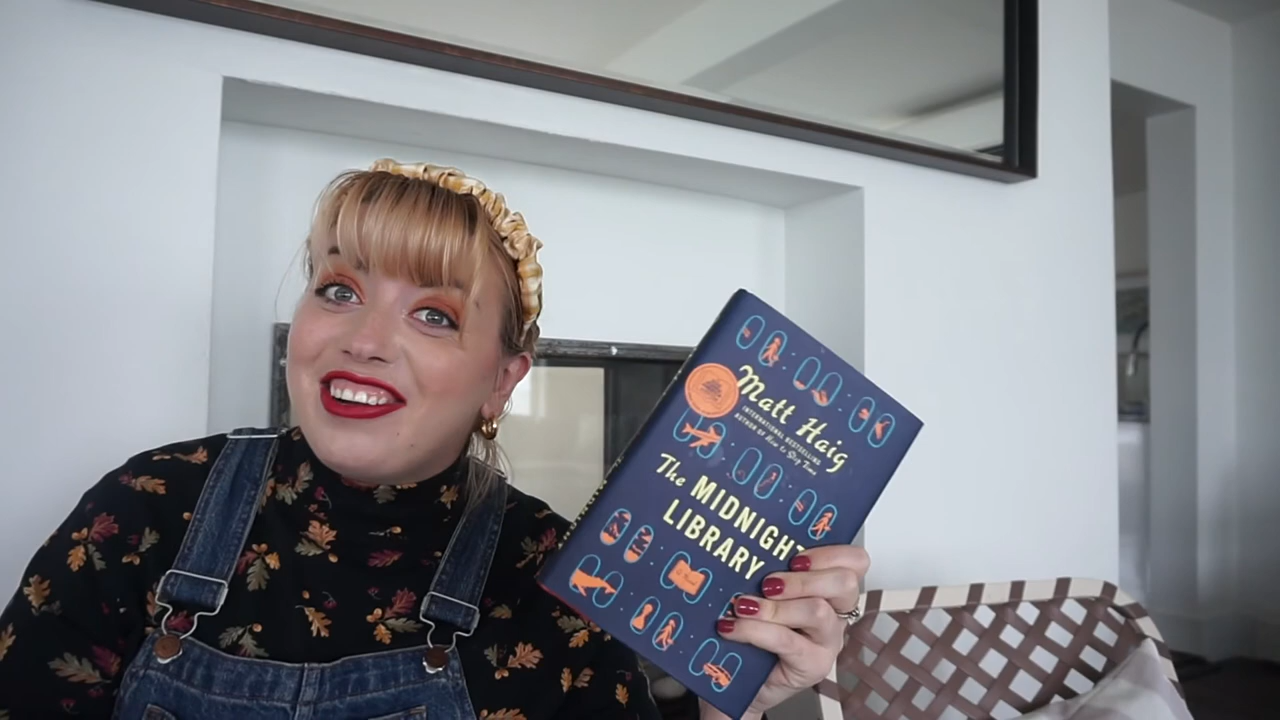 Matt Haig
INTERNATIONAL BESTSELLING
AUTHOR OF How to Stop Time
The MIDNIGHT
LIBRARY